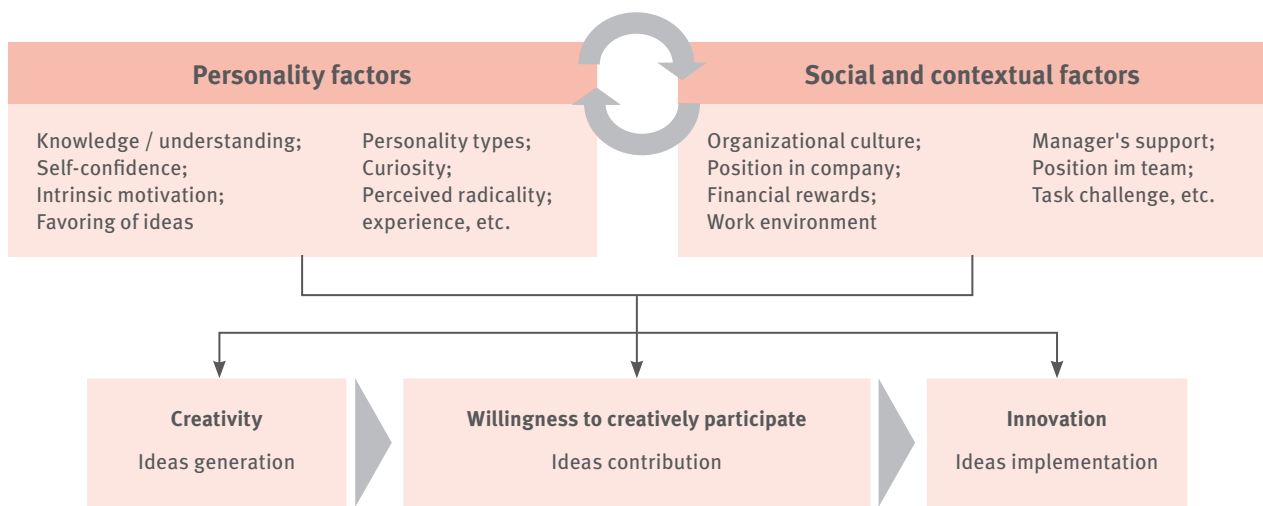 Personality factors
Knowledge / understanding;
Self-confidence;
Intrinsic motivation;
Favoring of ideas
Personality types;
Curiosity;
Perceived radicality;
experience, etc.
Social and contextual factors
Organizational culture;
Position in company;
Financial rewards;
Work environment
Manager's support;
Position im team;
Task challenge, etc.
Creativity
Ideas generation
Willingness to creatively participate
Ideas contribution
Innovation
Ideas implementation